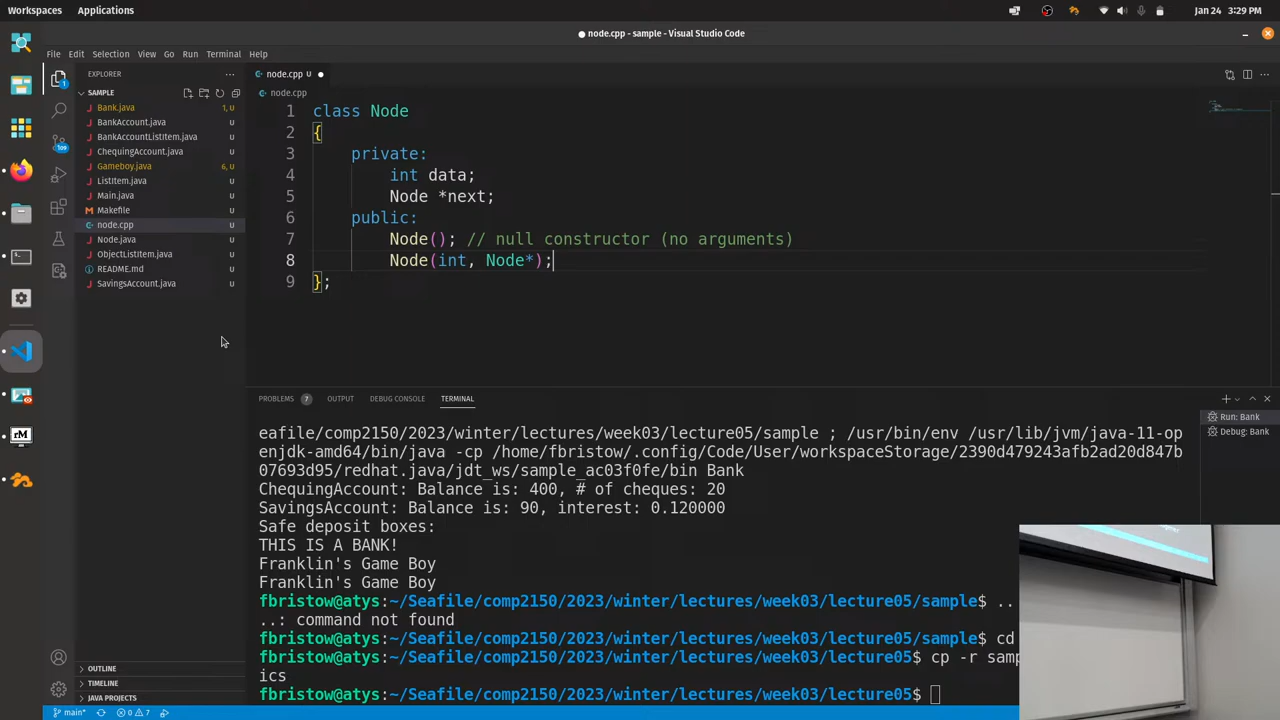 Workspaces Applications Jan 24 3:29 PM
node.cpp - sample - Visual Studio Code
File Edit Selection View Go Run Terminal Help
EXPLORER
node.cpp U
SAMPLE
node.cpp
Bank.java 1, U
BankAccount.java U
BankAccountListItem.java U
ChequingAccount.java U
Gameboy.java 6, U
ListItem.java U
Main.java U
Makefile U
node.cpp U
Node.java U
ObjectListItem.java U
README.md U
SavingsAccount.java U
1 class Node
2 {
3 private:
4 int data;
5 Node *next;
6 public:
7 Node(); // null constructor (no arguments)
8 Node(int, Node*);
9 };
1
109
PROBLEMS 7 OUTPUT DEBUG CONSOLE TERMINAL
Run: Bank
Debug: Bank
eafile/comp2150/2023/winter/lectures/week03/lecture05/sample ; /usr/bin/env /usr/lib/jvm/java-11-op
enjdk-amd64/bin/java -cp /home/fbristow/.config/Code/User/workspaceStorage/2390d479243afb2ad20d847b
07693d95/redhat.java/jdt_ws/sample_ac03f0fe/bin Bank
ChequingAccount: Balance is: 400, # of cheques: 20
SavingsAccount: Balance is: 90, interest: 0.120000
Safe deposit boxes:
THIS IS A BANK!
Franklin's Game Boy
Franklin's Game Boy
fbristow@atys:~/Seafile/comp2150/2023/winter/lectures/week03/lecture05/sample$ ..
..: command not found
fbristow@atys:~/Seafile/comp2150/2023/winter/lectures/week03/lecture05/sample$ cd
fbristow@atys:~/Seafile/comp2150/2023/winter/lectures/week03/lecture05$ cp -r samp
ics
fbristow@atys:~/Seafile/comp2150/2023/winter/lectures/week03/lecture05$
OUTLINE
TIMELINE
JAVA PROJECTS
main* 0 7